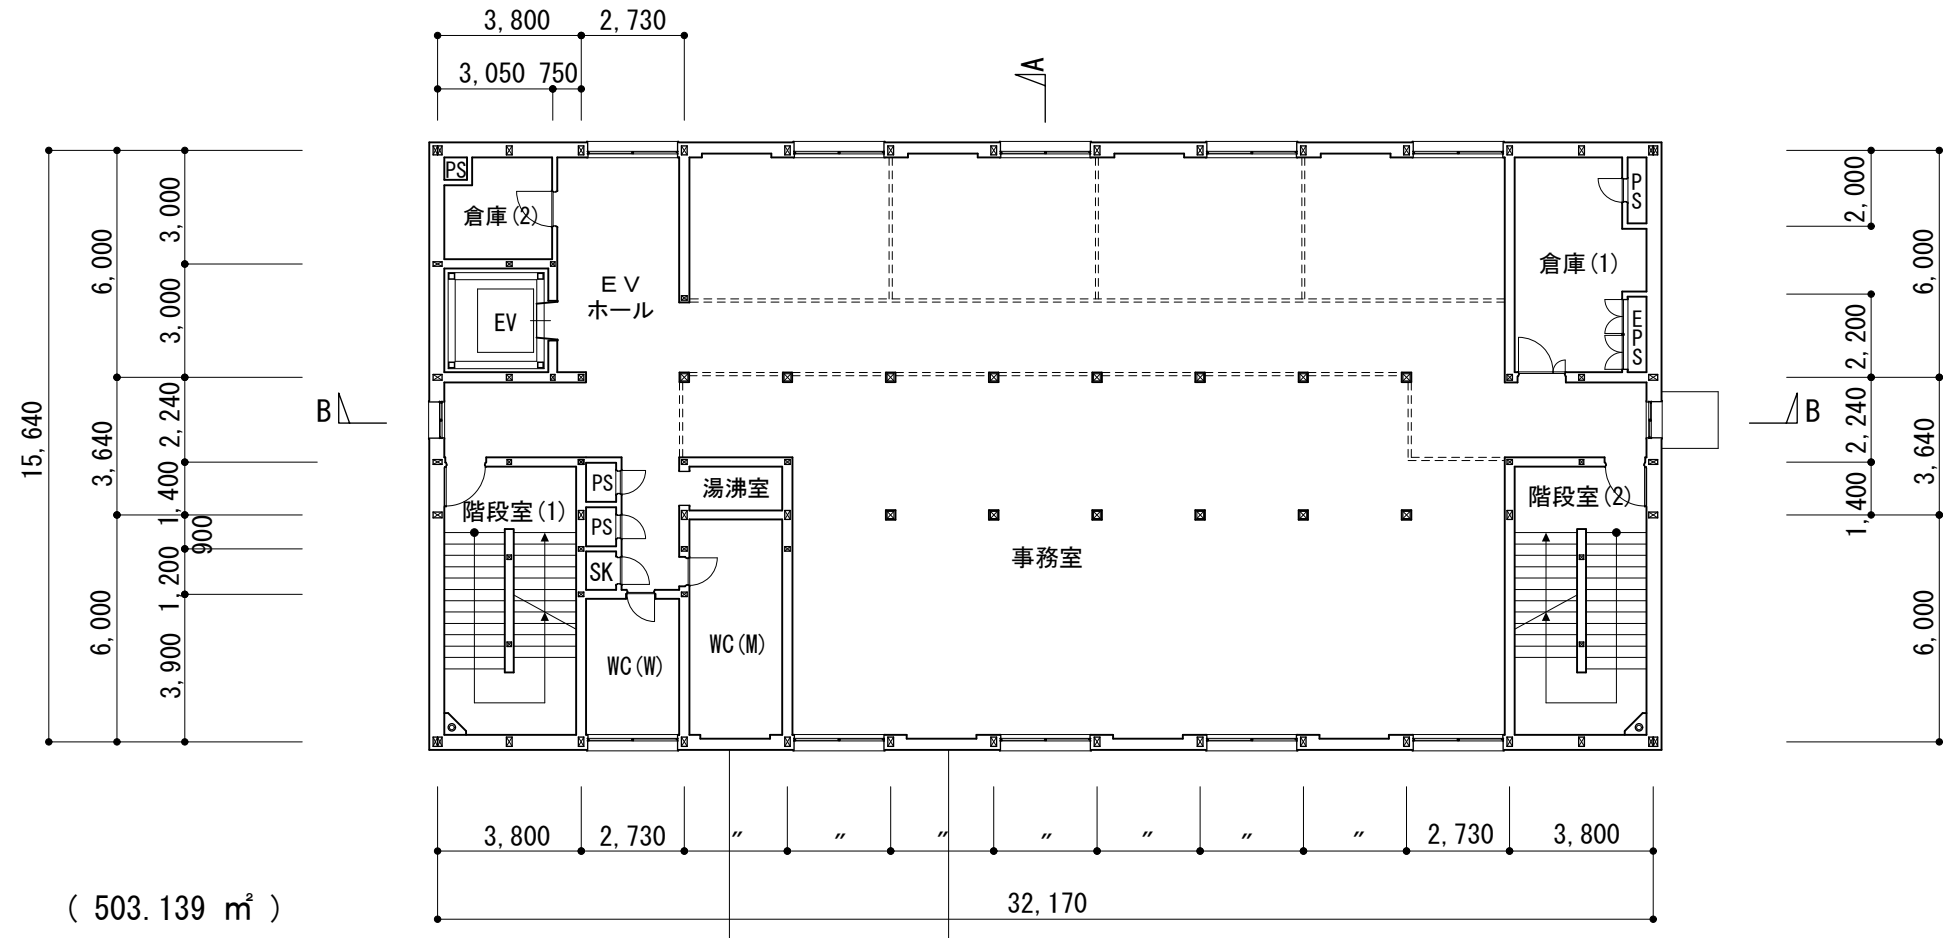 3,800 2,730
3,050 750
A
15,640
6,000
3,640
6,000
3,000
3,000
2,240
1,400
900
1,200
3,900
B
PS
倉庫(2)
EV
ホール
EV
PS
倉庫(1)
EPS
2,000
2,200
2,240
1,400
6,000
3,640
6,000
B
階段室(1)
PS
PS
SK
湯沸室
WC(W)
WC(M)
事務室
階段室(2)
3,800 2,730 〃 〃 〃 〃 〃 〃 〃 2,730 3,800
32,170
( 503.139 ㎡ )